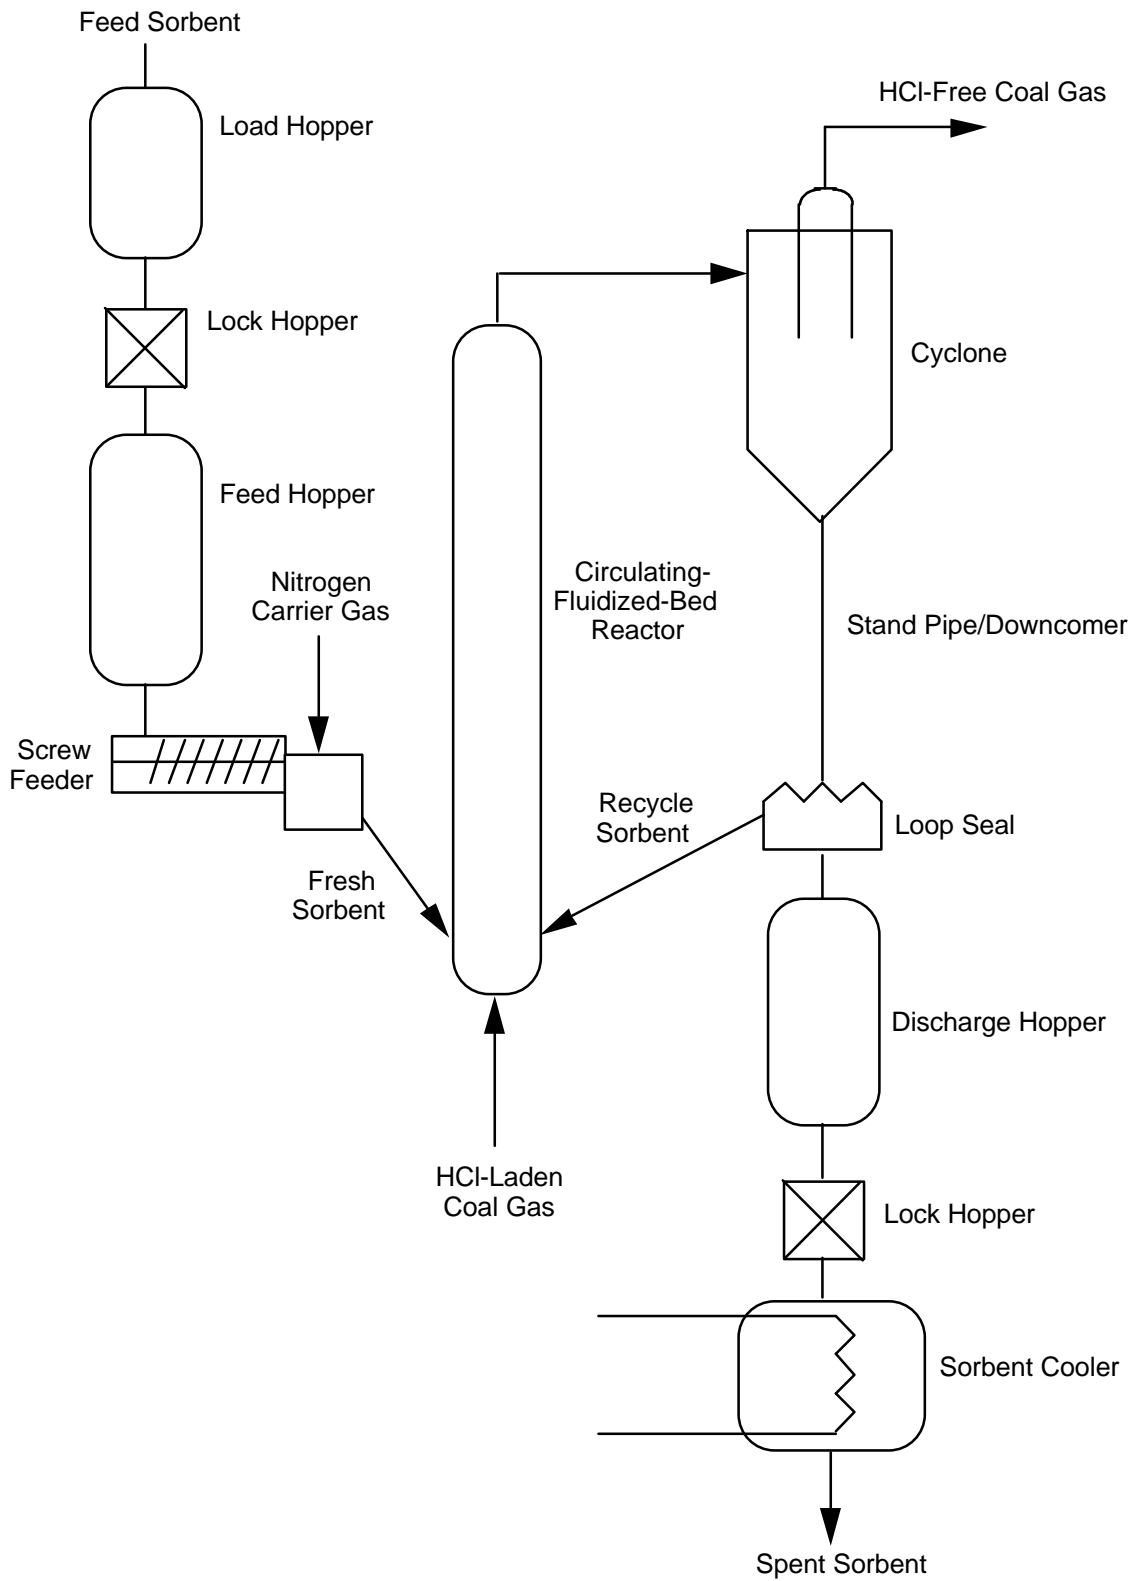 Feed Sorbent
HCl-Free Coal Gas
Load Hopper
Lock Hopper
Cyclone
Feed Hopper
Nitrogen
Carrier Gas
Circulating-
Fluidized-Bed
Reactor
Stand Pipe/Downcomer
Screw
Feeder
Recycle
Sorbent
Loop Seal
Fresh
Sorbent
Discharge Hopper
HCl-Laden
Coal Gas
Lock Hopper
Sorbent Cooler
Spent Sorbent